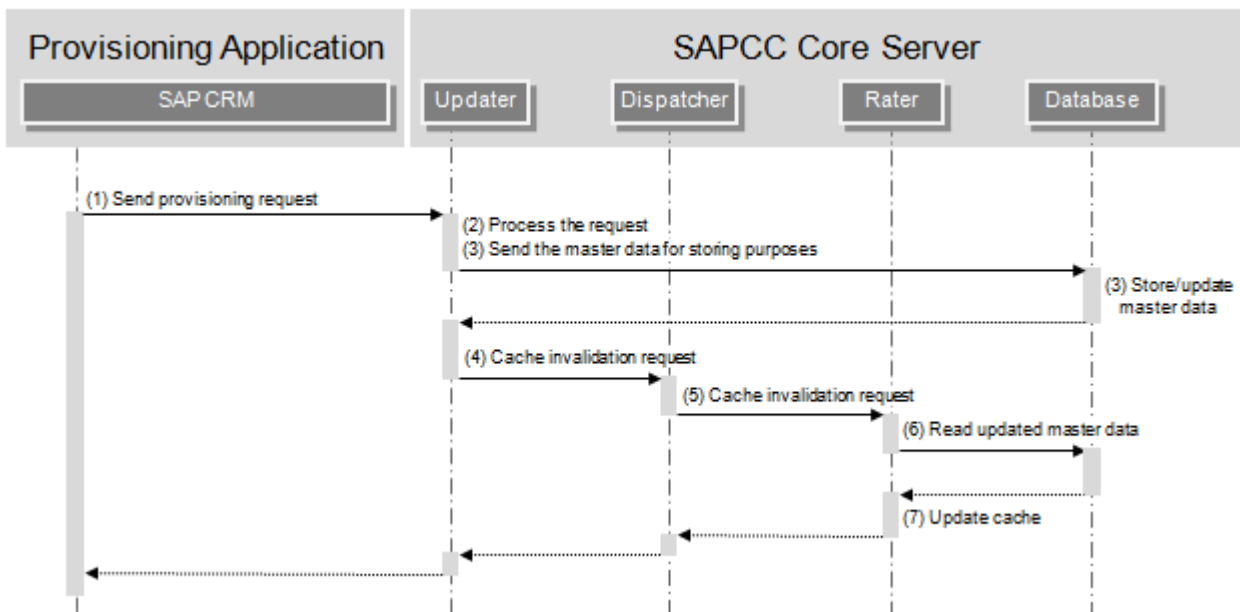 Provisioning Application
SAPCC Core Server
SAP CRM
Updater
Dispatcher
Rater
Database
(1) Send provisioning request
(2) Process the request
(3) Send the master data for storing purposes
(3) Store/update
master data
(4) Cache invalidation request
(5) Cache invalidation request
(6) Read updated master data
(7) Update cache